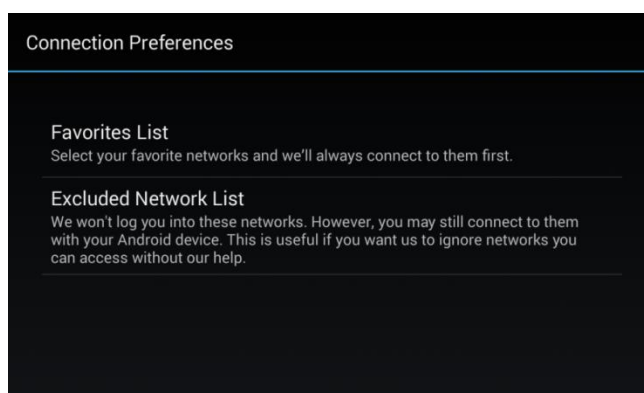 Connection Preferences
Favorites List
Select your favorite networks and we'll always connect to them first.
Excluded Network List
We won't log you into these networks. However, you may still connect to them
with your Android device. This is useful if you want us to ignore networks you
can access without our help.